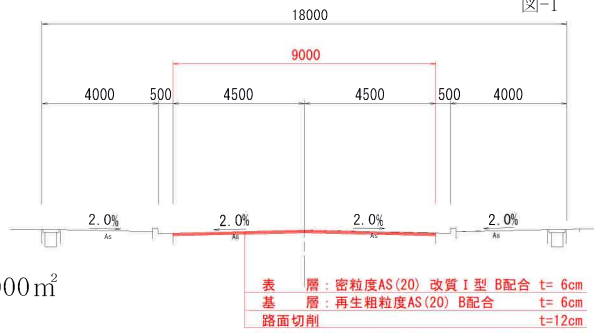 図-1
18000
9000
4000 500 4500 4500 500 4000
2.0% 2.0% 2.0% 2.0%
As As As As
00m²
表 層：密粒度AS(20) 改質Ⅰ型 B配合 t= 6cm
基 層：再生粗粒度AS(20) B配合 t= 6cm
路面切削 t=12cm